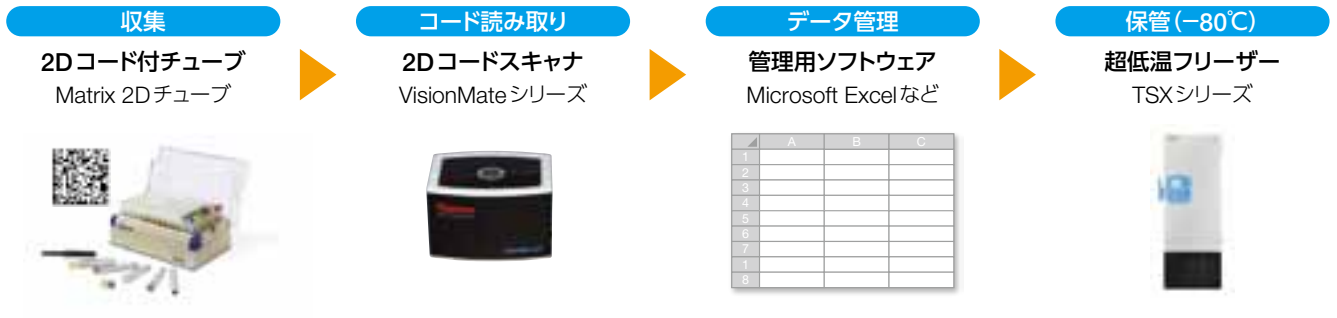 収集
2Dコード付チューブ
Matrix 2Dチューブ
コード読み取り
2Dコードスキャナ
VisionMateシリーズ
データ管理
管理用ソフトウェア
Microsoft Excelなど
A B C
1
2
3
4
5
6
7
1
8
保管(−80℃)
超低温フリーザー
TSXシリーズ